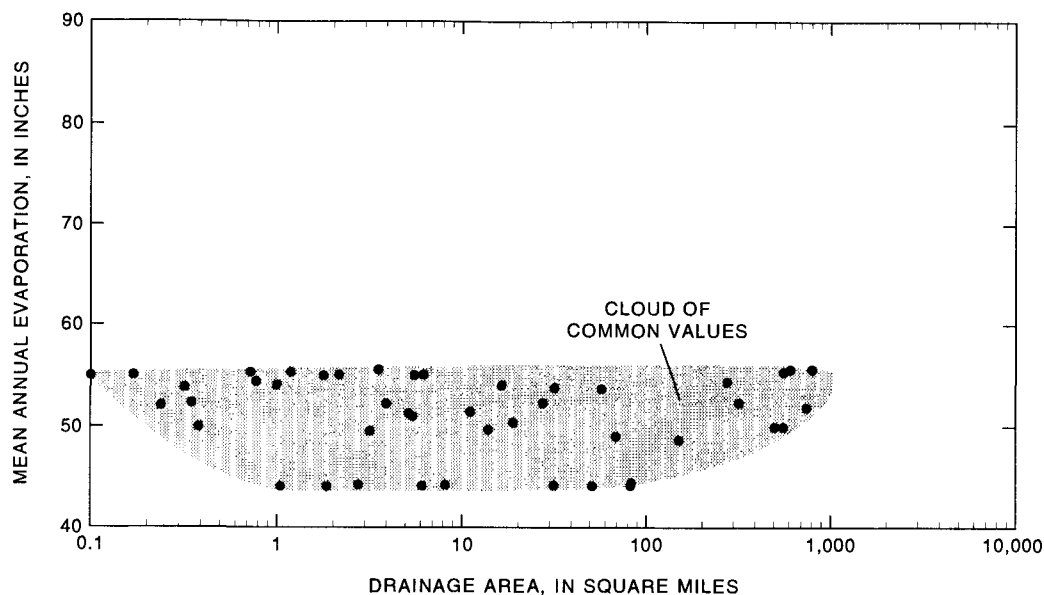 90
80
70
60
50
40
MEAN ANNUAL EVAPORATION, IN INCHES
CLOUD OF
COMMON VALUES
0.1 1 10 100 1,000 10,000
DRAINAGE AREA, IN SQUARE MILES